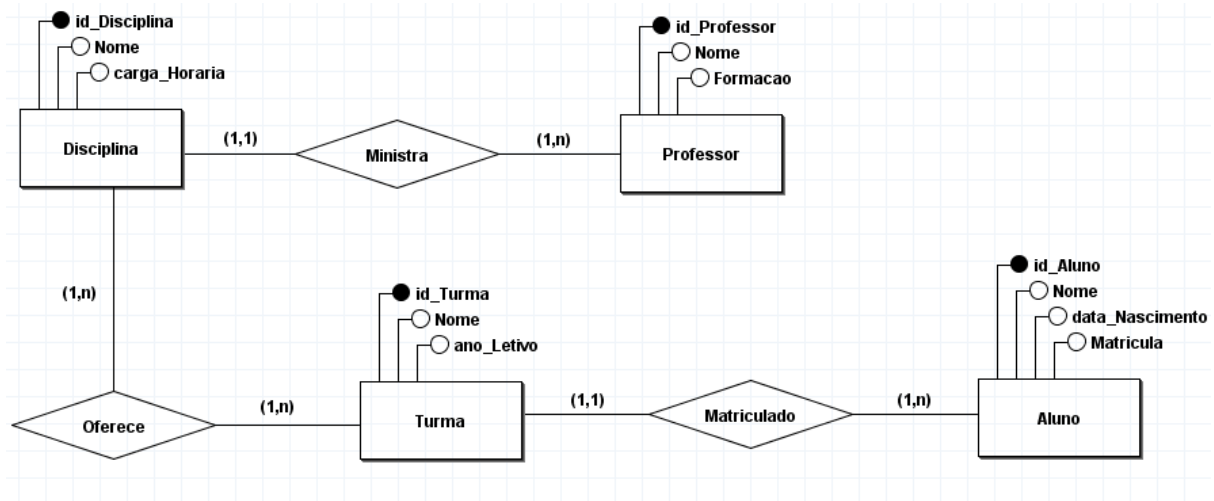 id_Disciplina
Nome
carga_Horaria
Disciplina
(1,1)
Ministra
(1,n)
id_Professor
Nome
Formacao
Professor
(1,n)
Oferece
(1,n)
id_Turma
Nome
ano_Letivo
Turma
(1,1)
Matriculado
(1,n)
id_Aluno
Nome
data_Nascimento
Matricula
Aluno